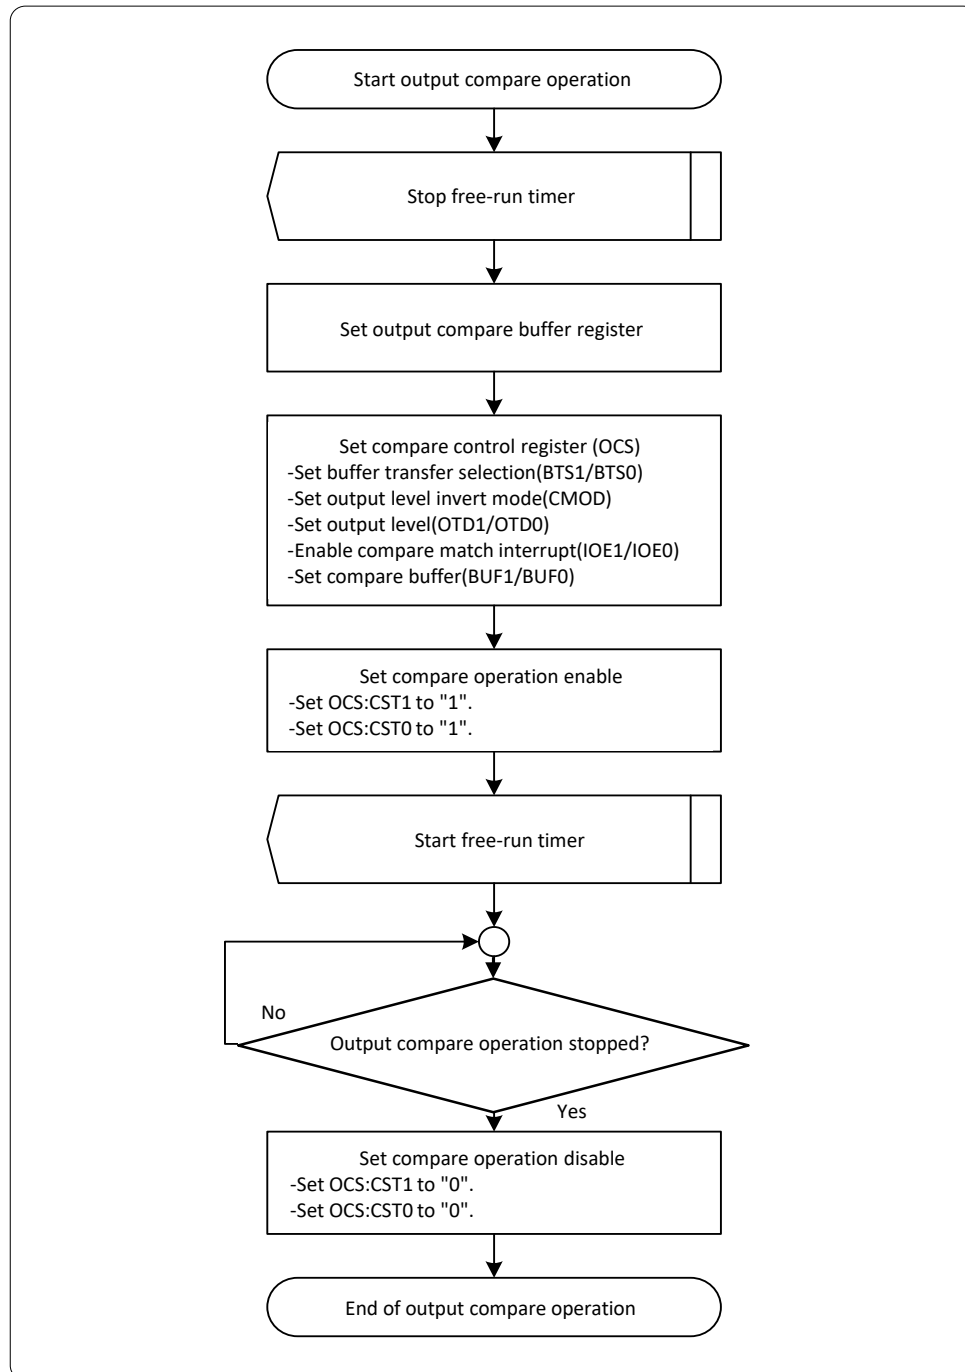 Start output compare operation
Stop free-run timer
Set output compare buffer register
Set compare control register (OCS)
-Set buffer transfer selection(BTS1/BTS0)
-Set output level invert mode(CMOD)
-Set output level(OTD1/OTD0)
-Enable compare match interrupt(IOE1/IOE0)
-Set compare buffer(BUF1/BUF0)
Set compare operation enable
-Set OCS:CST1 to "1".
-Set OCS:CST0 to "1".
Start free-run timer
No
Output compare operation stopped?
Yes
Set compare operation disable
-Set OCS:CST1 to "0".
-Set OCS:CST0 to "0".
End of output compare operation